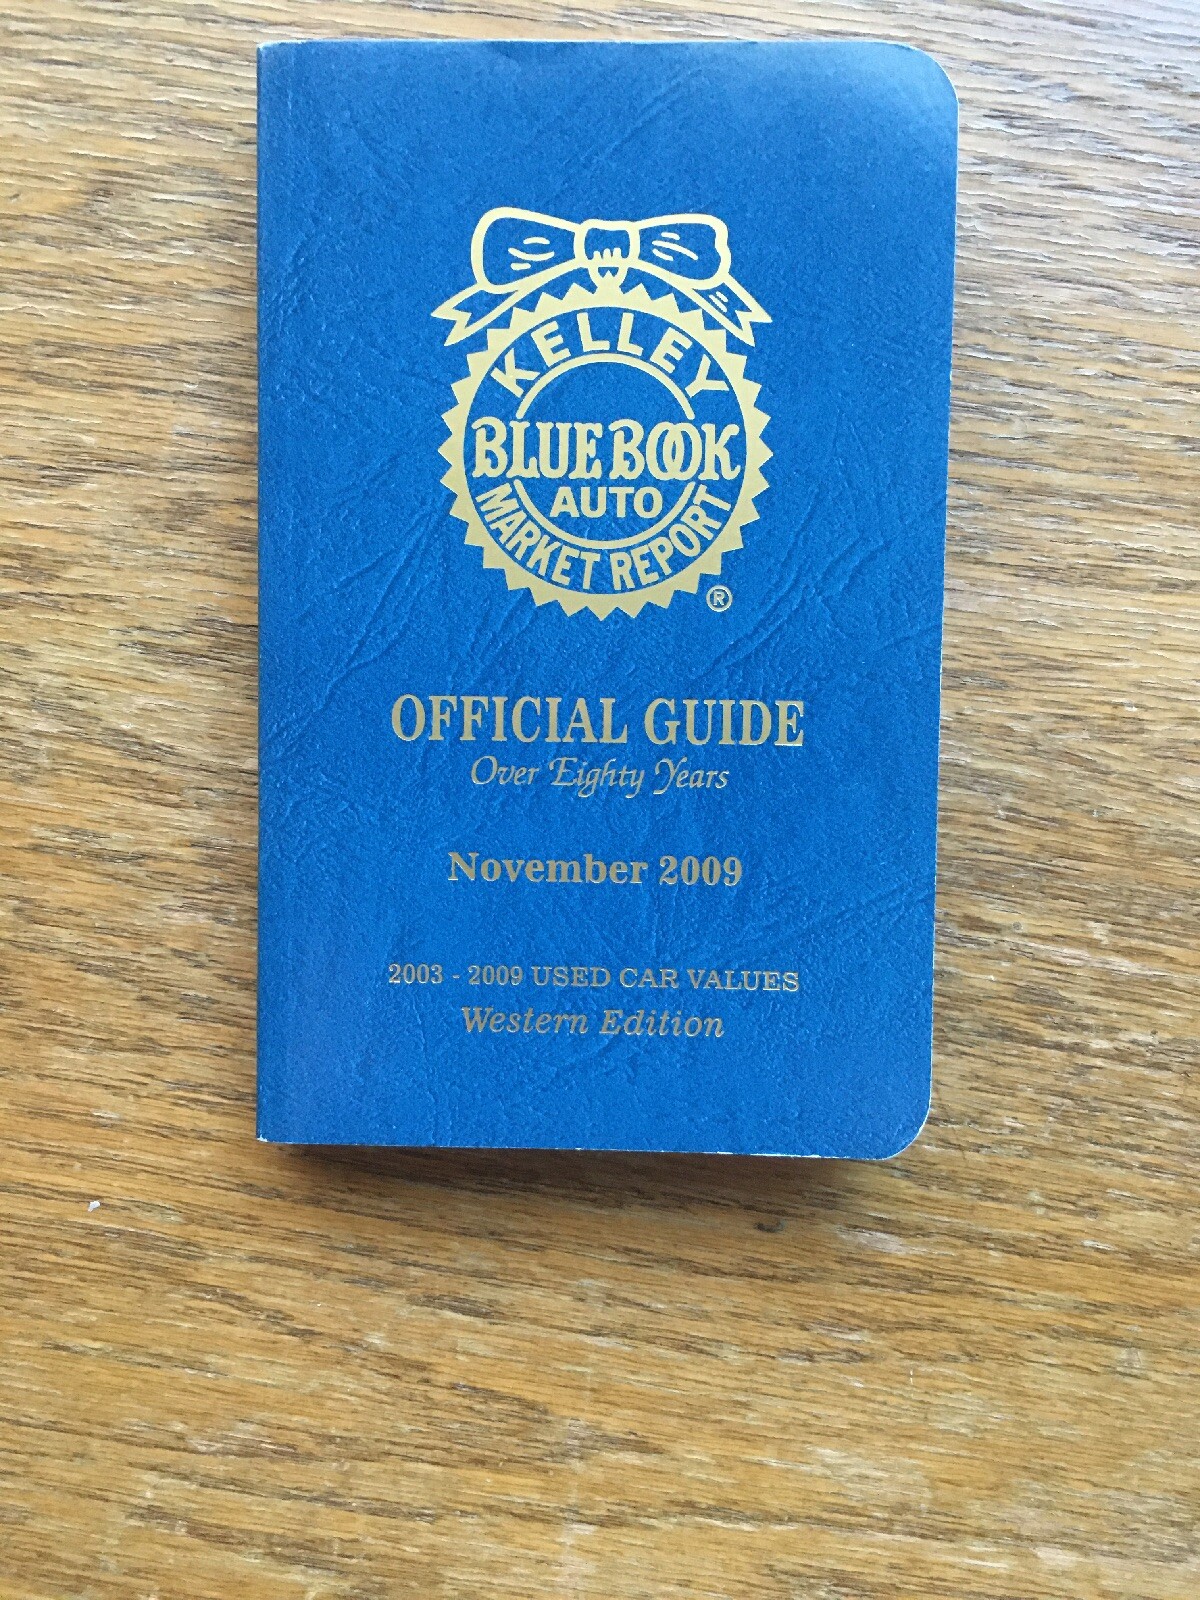 KELLEY
BLUE BOOK
AUTO
MARKET REPORT
®
OFFICIAL GUIDE
Over Eighty Years
November 2009
2003 - 2009 USED CAR VALUES
Western Edition